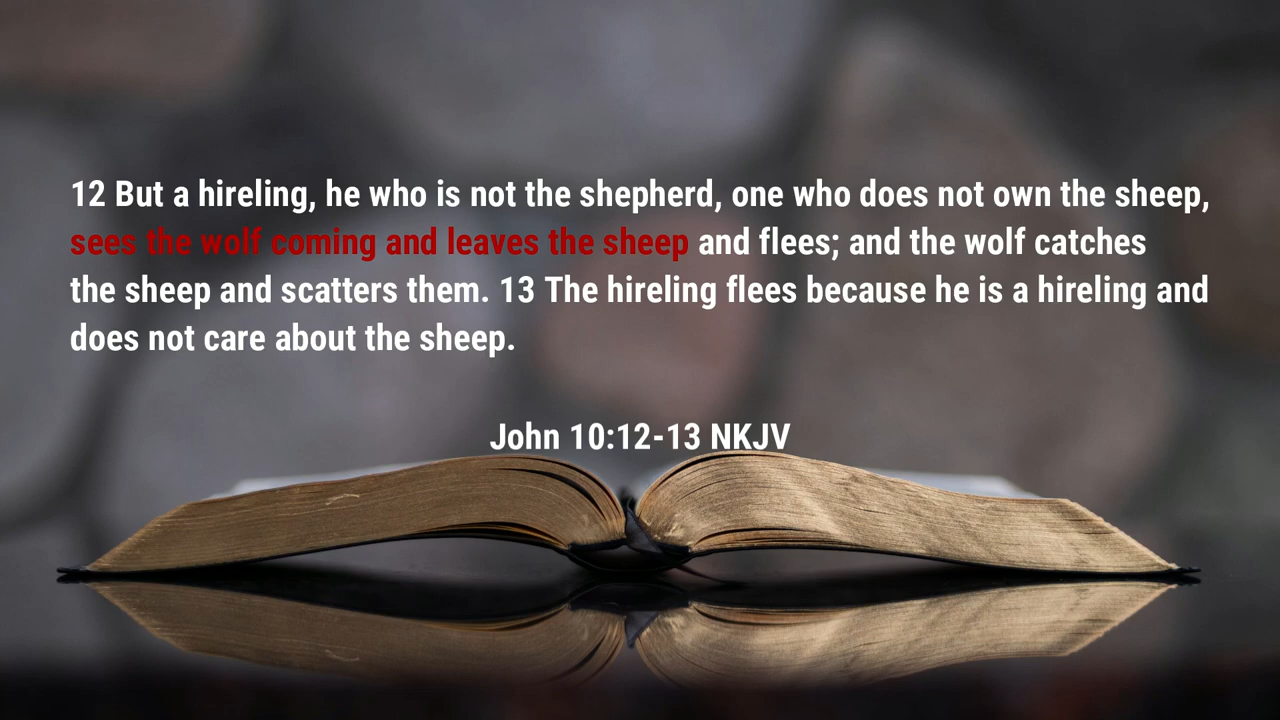 12 But a hireling, he who is not the shepherd, one who does not own the sheep,
sees the wolf coming and leaves the sheep and flees; and the wolf catches
the sheep and scatters them. 13 The hireling flees because he is a hireling and
does not care about the sheep.
John 10:12-13 NKJV